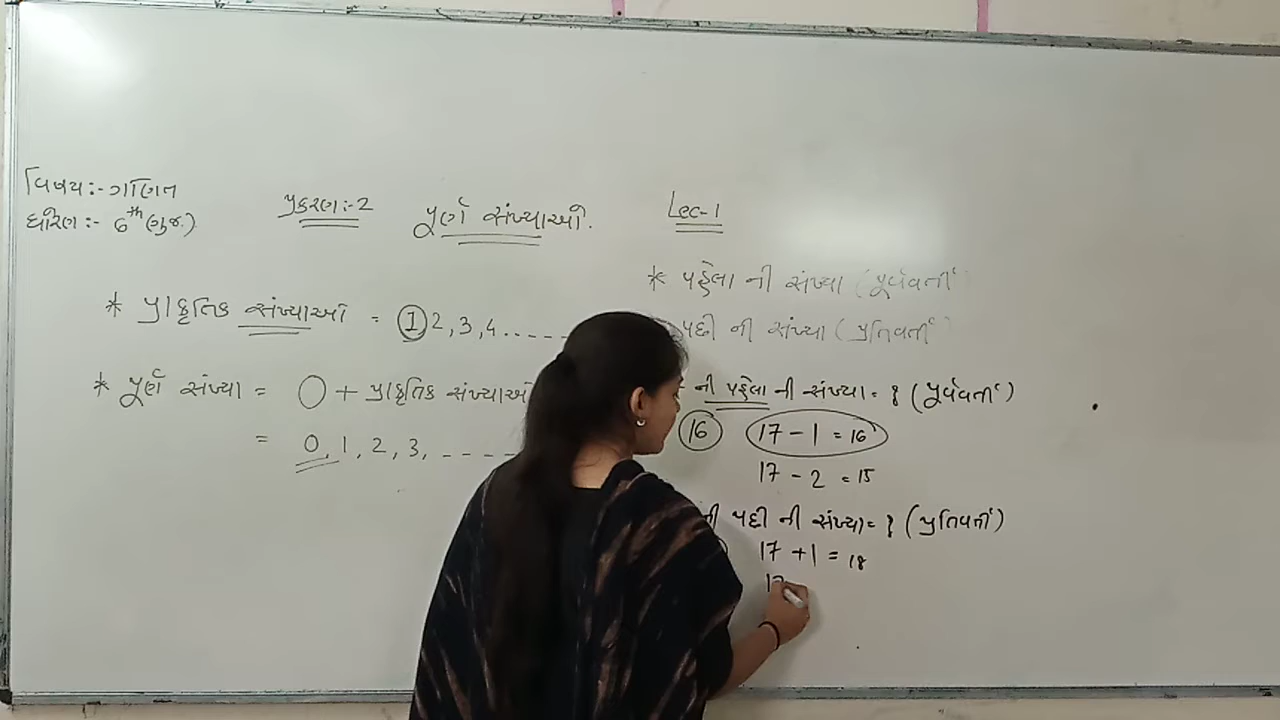 વિષય:- ગણિત
ધોરણ:- 6th (ગુજ.)
પ્રકરણ:-2
પૂર્ણ સંખ્યાઓ.
Lec-1
* પ્રાકૃતિક સંખ્યાઓ = 1 2, 3, 4 . . - - -
* પૂર્ણ સંખ્યા = 0 + પ્રાકૃતિક સંખ્યાઓ
= 0, 1, 2, 3, - - - -
* પહેલા ની સંખ્યા (પૂર્વવર્તી
પછી ની સંખ્યા (પ્રતિવર્તી
ની પહેલા ની સંખ્યા = ? (પૂર્વવર્તી)
16 17 - 1 = 16
17 - 2 = 15
ની પછી ની સંખ્યા = ? (પ્રતિવર્તી)
17 + 1 = 18